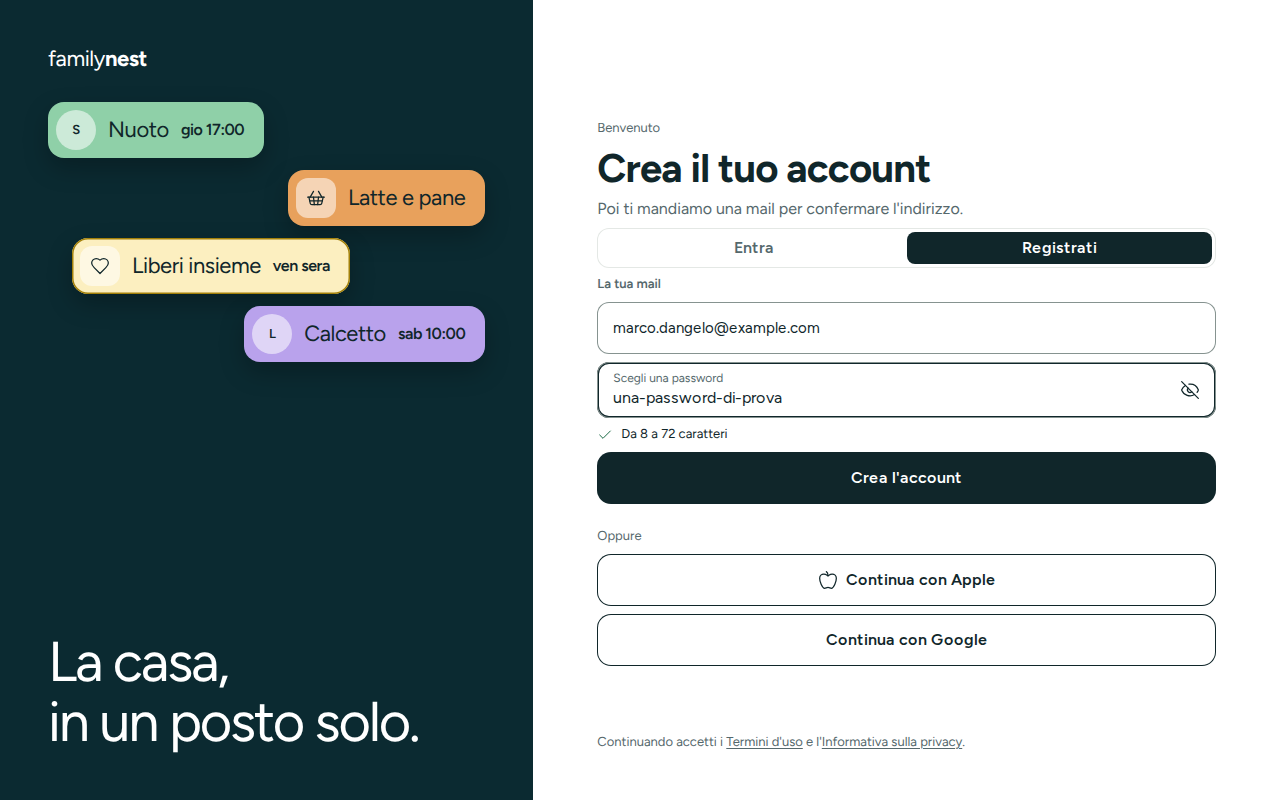 familynest
S Nuoto gio 17:00
Latte e pane
Liberi insieme ven sera
L Calcetto sab 10:00
La casa,
in un posto solo.
Benvenuto
Crea il tuo account
Poi ti mandiamo una mail per confermare l'indirizzo.
Entra Registrati
La tua mail
marco.dangelo@example.com
Scegli una password
una-password-di-prova
Da 8 a 72 caratteri
Crea l'account
Oppure
Continua con Apple
Continua con Google
Continuando accetti i Termini d'uso e l'Informativa sulla privacy.